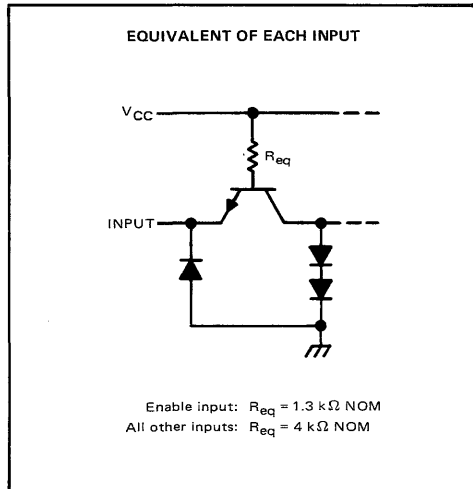 EQUIVALENT OF EACH INPUT
VCC
Req
INPUT
Enable input: Req = 1.3 kΩ NOM
All other inputs: Req = 4 kΩ NOM